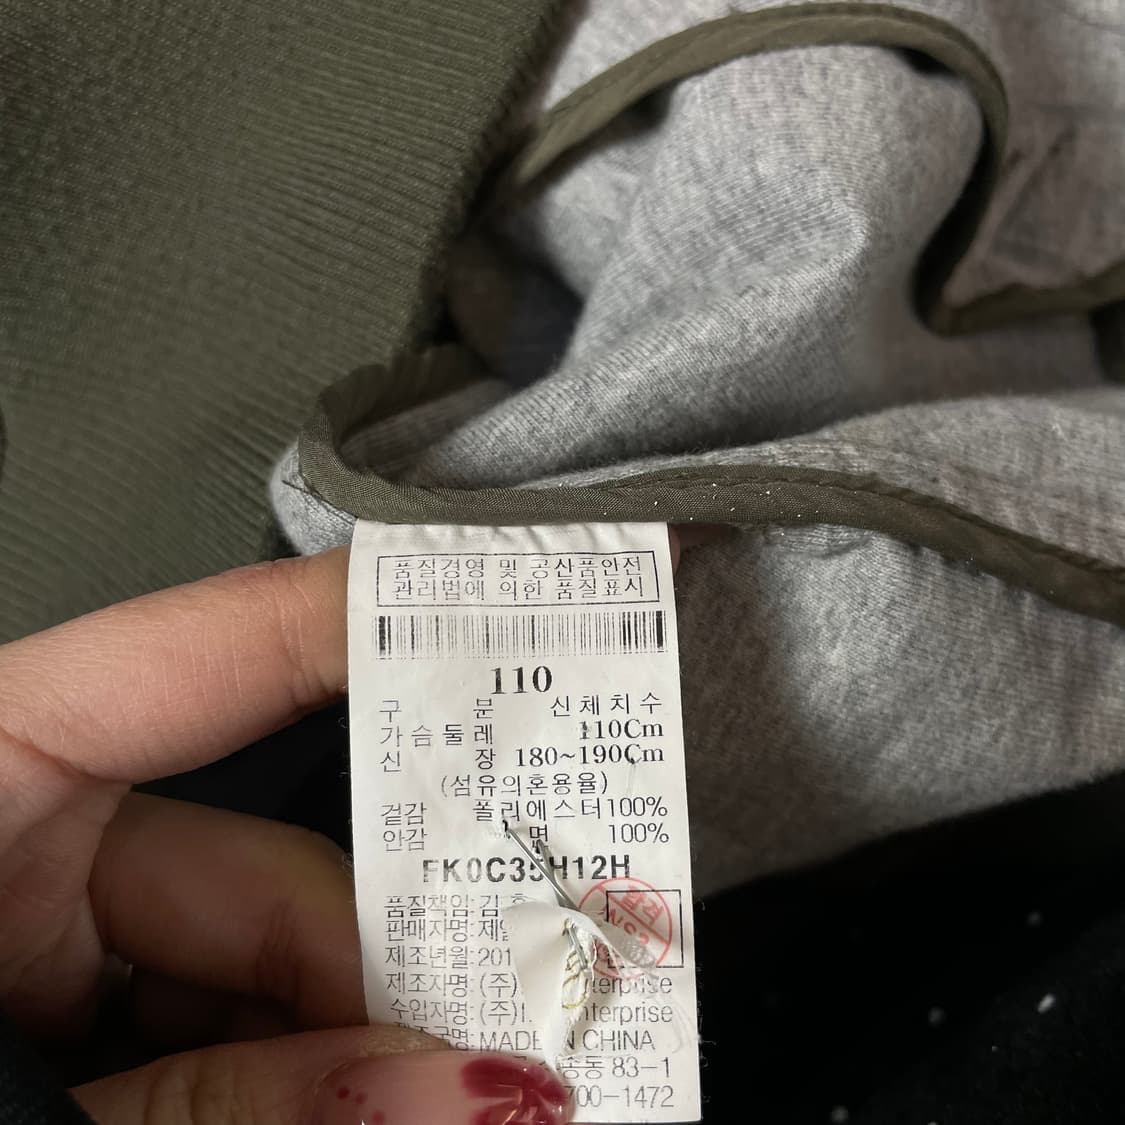 품질경영 및 공산품안전
관리법에 의한 품질표시
110
구 분 신체치수
가슴둘레 110Cm
신 장 180~190Cm
(섬유의혼용율)
겉감 폴리에스터100%
안감 면 100%
FK0C35H12H
품질책임: 김
판매자명:
제조년월:
제조자명: (주)
수입자명: (주)
MADE IN CHINA
83-1
합격